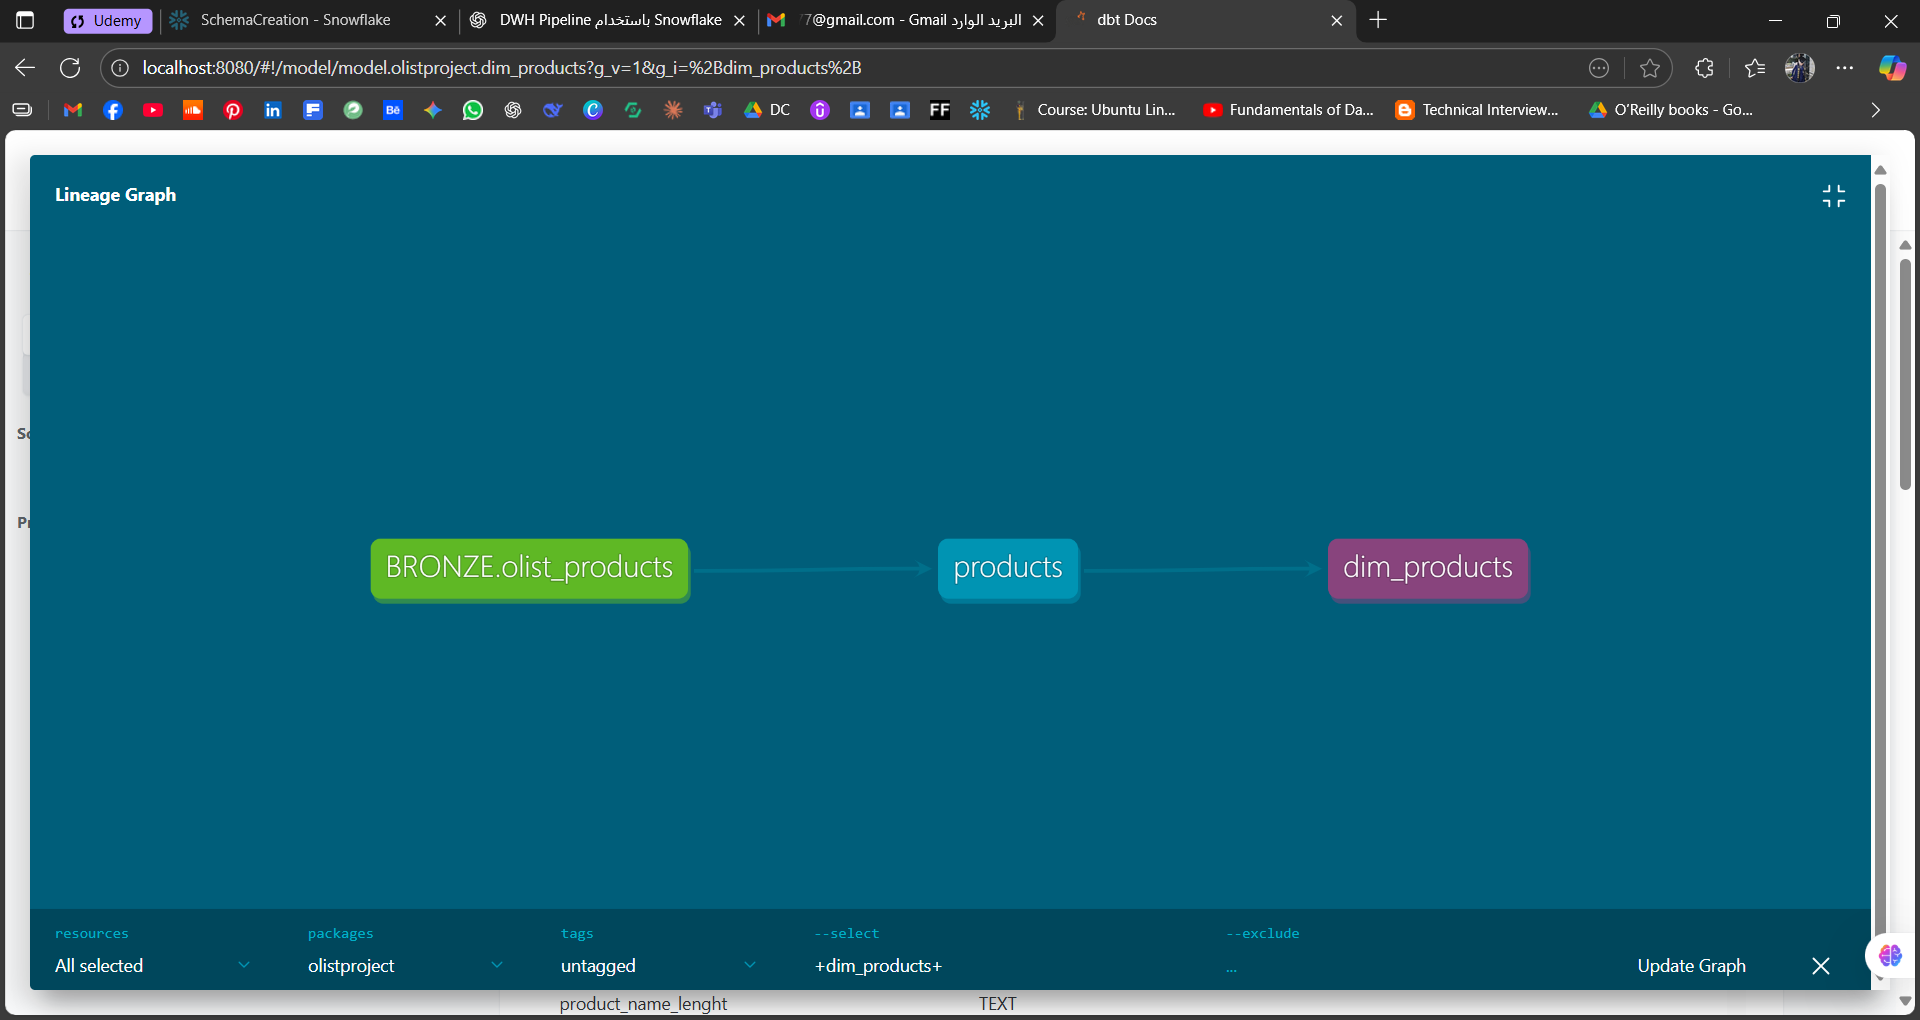 Udemy
SchemaCreation - Snowflake
DWH Pipeline باستخدام Snowflake
7@gmail.com - Gmail البريد الوارد
dbt Docs
localhost:8080/#!/model/model.olistproject.dim_products?g_v=1&g_i=%2Bdim_products%2B
DC
Course: Ubuntu Lin...
Fundamentals of Da...
Technical Interview...
O'Reilly books - Go...
Lineage Graph
BRONZE.olist_products
products
dim_products
resources
packages
tags
--select
--exclude
All selected
olistproject
untagged
+dim_products+
...
Update Graph
product_name_lenght
TEXT